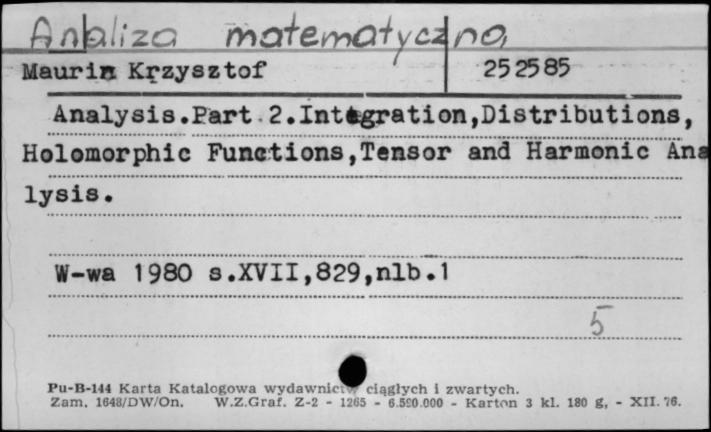 Analiza matematyczna
Maurin Krzysztof 252585
Analysis.Part 2.Integration,Distributions,
Holomorphic Functions,Tensor and Harmonic Ana
lysis.
W-wa 1980 s.XVII,829,nlb.1
5
Pu-B-144 Karta Katalogowa wydawnictw ciągłych i zwartych.
Zam. 1648/DW/On. W.Z.Graf. Z-2 - 1265 - 6.590.000 - Karton 3 kl. 180 g, - XII. 76.